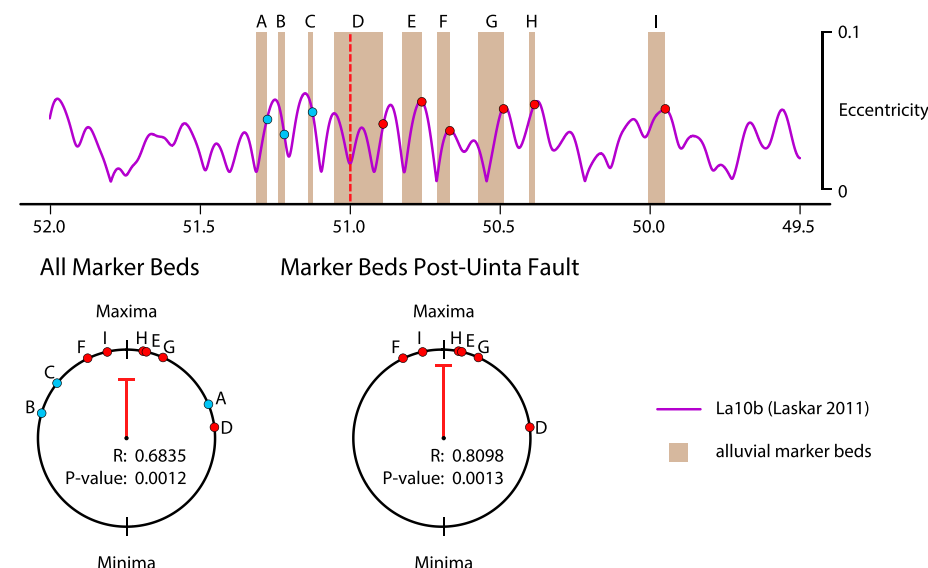 A B C D E F G H I
0.1
Eccentricity
0
52.0 51.5 51.0 50.5 50.0 49.5
All Marker Beds Marker Beds Post-Uinta Fault
Maxima
F I H E G
C
B
A
D
R: 0.6835
P-value: 0.0012
Minima
Maxima
F I H E G
D
R: 0.8098
P-value: 0.0013
Minima
La10b (Laskar 2011)
alluvial marker beds